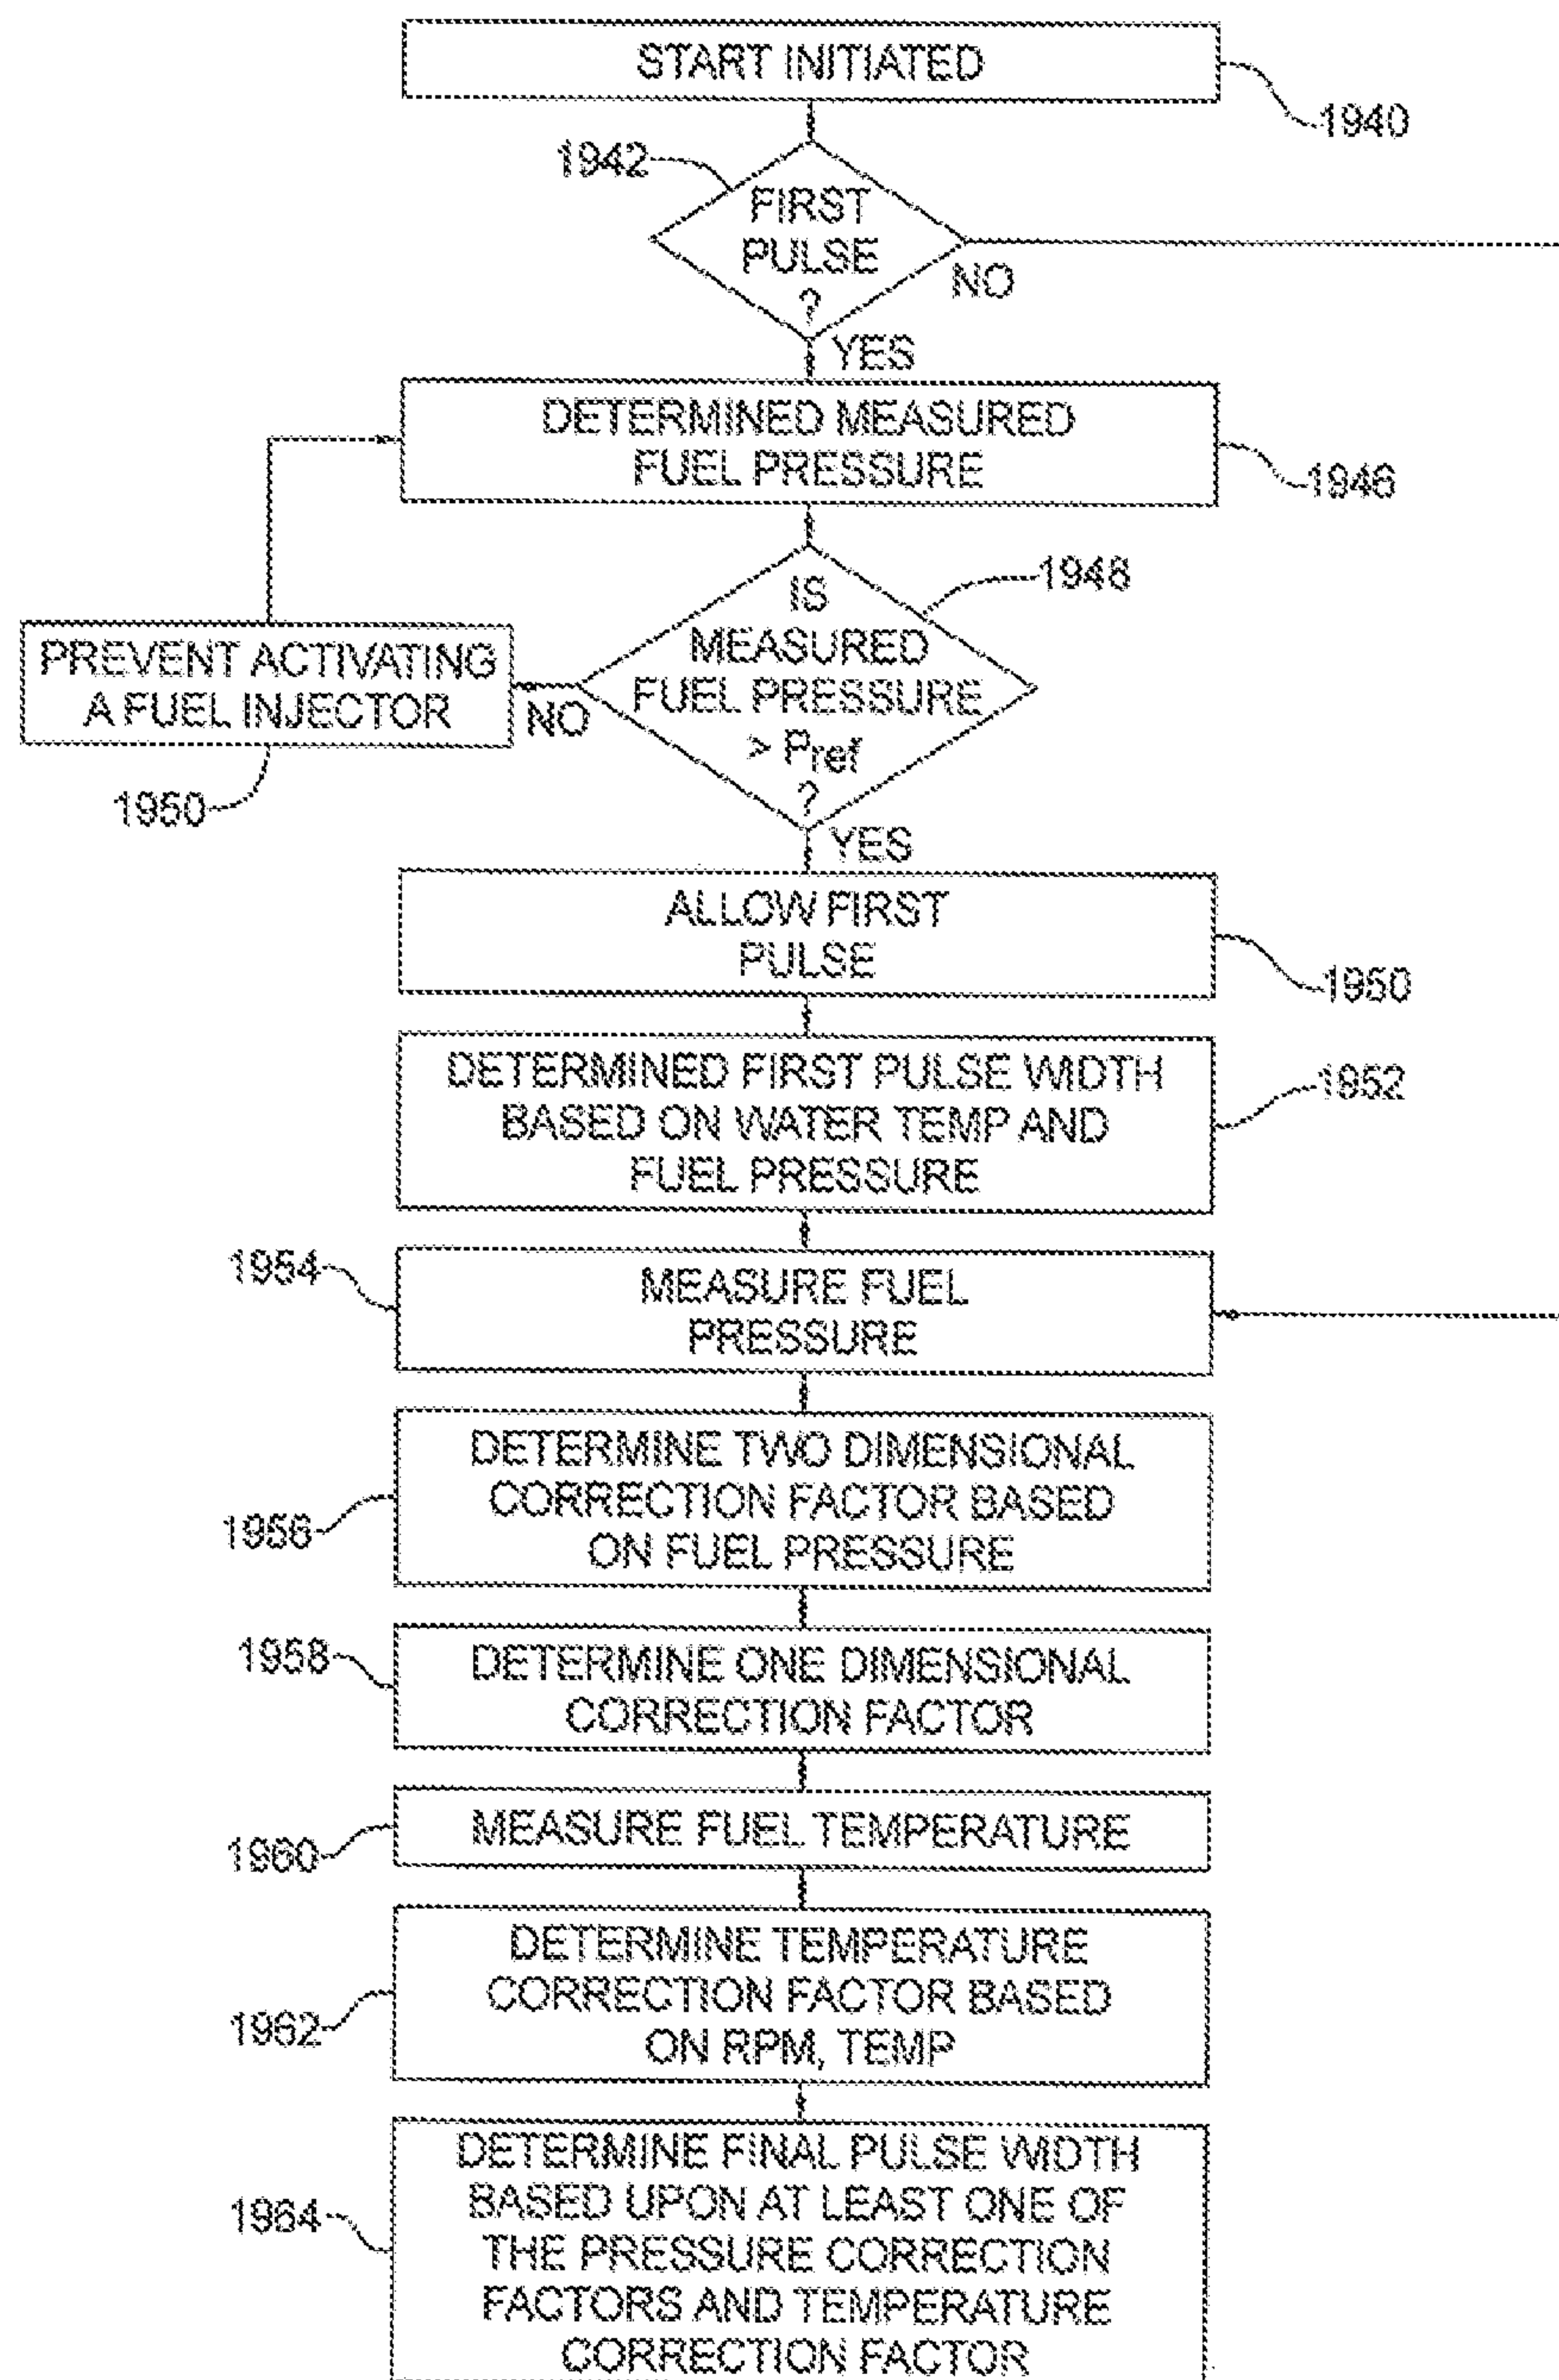 START INITIATED
1940
1942
FIRST
PULSE
?
NO
YES
DETERMINED MEASURED
FUEL PRESSURE
1946
IS
MEASURED
FUEL PRESSURE
> Pref
?
1948
NO
PREVENT ACTIVATING
A FUEL INJECTOR
1950
YES
ALLOW FIRST
PULSE
1950
DETERMINED FIRST PULSE WIDTH
BASED ON WATER TEMP AND
FUEL PRESSURE
1952
1954
MEASURE FUEL
PRESSURE
1956
DETERMINE TWO DIMENSIONAL
CORRECTION FACTOR BASED
ON FUEL PRESSURE
1958
DETERMINE ONE DIMENSIONAL
CORRECTION FACTOR
1960
MEASURE FUEL TEMPERATURE
1962
DETERMINE TEMPERATURE
CORRECTION FACTOR BASED
ON RPM, TEMP
1964
DETERMINE FINAL PULSE WIDTH
BASED UPON AT LEAST ONE OF
THE PRESSURE CORRECTION
FACTORS AND TEMPERATURE
CORRECTION FACTOR